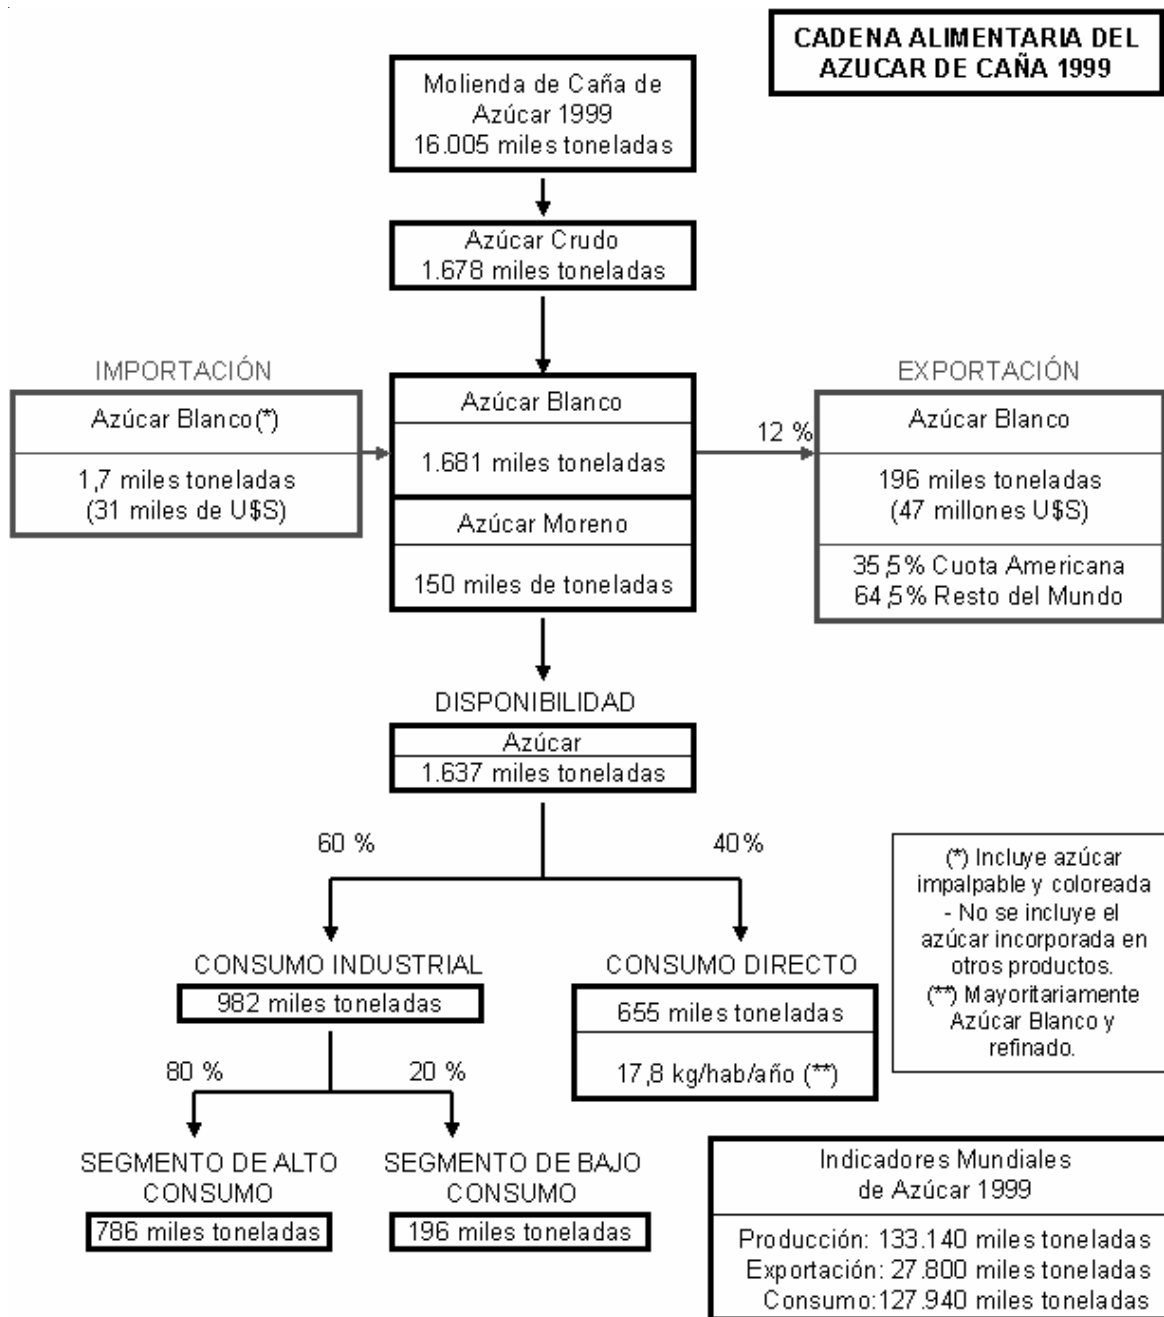 CADENA ALIMENTARIA DEL
AZUCAR DE CAÑA 1999
Molienda de Caña de
Azúcar 1999
16.005 miles toneladas
Azúcar Crudo
1.678 miles toneladas
IMPORTACIÓN
Azúcar Blanco(*)
1,7 miles toneladas
(31 miles de U$S)
Azúcar Blanco
1.681 miles toneladas
Azúcar Moreno
150 miles de toneladas
12 %
EXPORTACIÓN
Azúcar Blanco
196 miles toneladas
(47 millones U$S)
35,5% Cuota Americana
64,5% Resto del Mundo
DISPONIBILIDAD
Azúcar
1.637 miles toneladas
60 %
40%
CONSUMO INDUSTRIAL
982 miles toneladas
CONSUMO DIRECTO
655 miles toneladas
17,8 kg/hab/año (**)
(*) Incluye azúcar
impalpable y coloreada
- No se incluye el
azúcar incorporada en
otros productos.
(**) Mayoritariamente
Azúcar Blanco y
refinado.
80 %
20 %
SEGMENTO DE ALTO
CONSUMO
786 miles toneladas
SEGMENTO DE BAJO
CONSUMO
196 miles toneladas
Indicadores Mundiales
de Azúcar 1999
Producción: 133.140 miles toneladas
Exportación: 27.800 miles toneladas
Consumo:127.940 miles toneladas